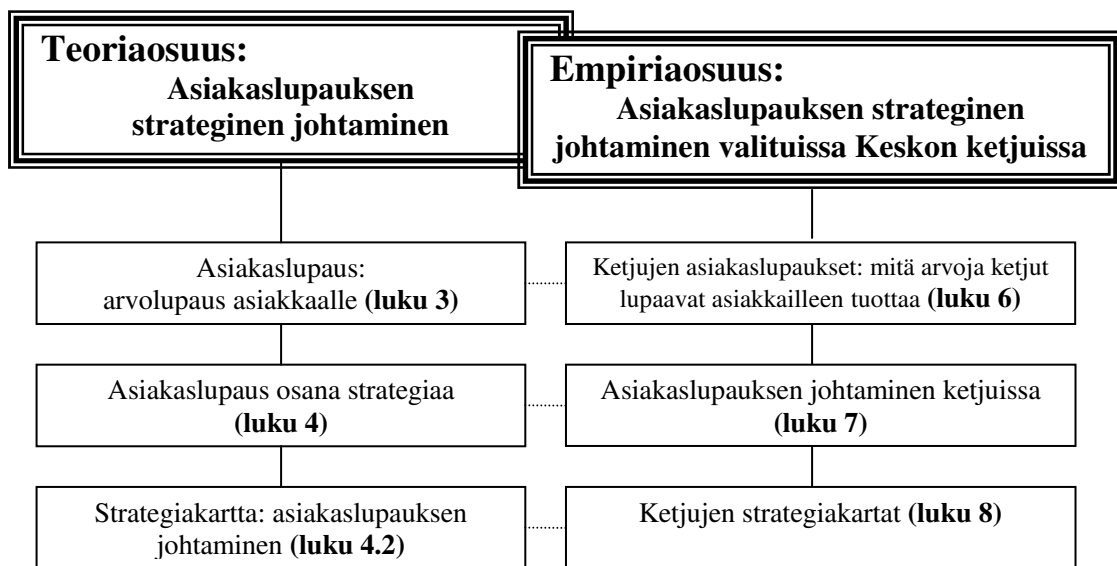 Teoriaosuus:
Asiakaslupauksen
strateginen johtaminen
Empiriaosuus:
Asiakaslupauksen strateginen
johtaminen valituissa Keskon ketjuissa
Asiakaslupaus:
arvolupaus asiakkaalle (luku 3)
Ketjujen asiakaslupaukset: mitä arvoja ketjut
lupaavat asiakkailleen tuottaa (luku 6)
Asiakaslupaus osana strategiaa
(luku 4)
Asiakaslupauksen johtaminen ketjuissa
(luku 7)
Strategiakartta: asiakaslupauksen
johtaminen (luku 4.2)
Ketjujen strategiakartat (luku 8)